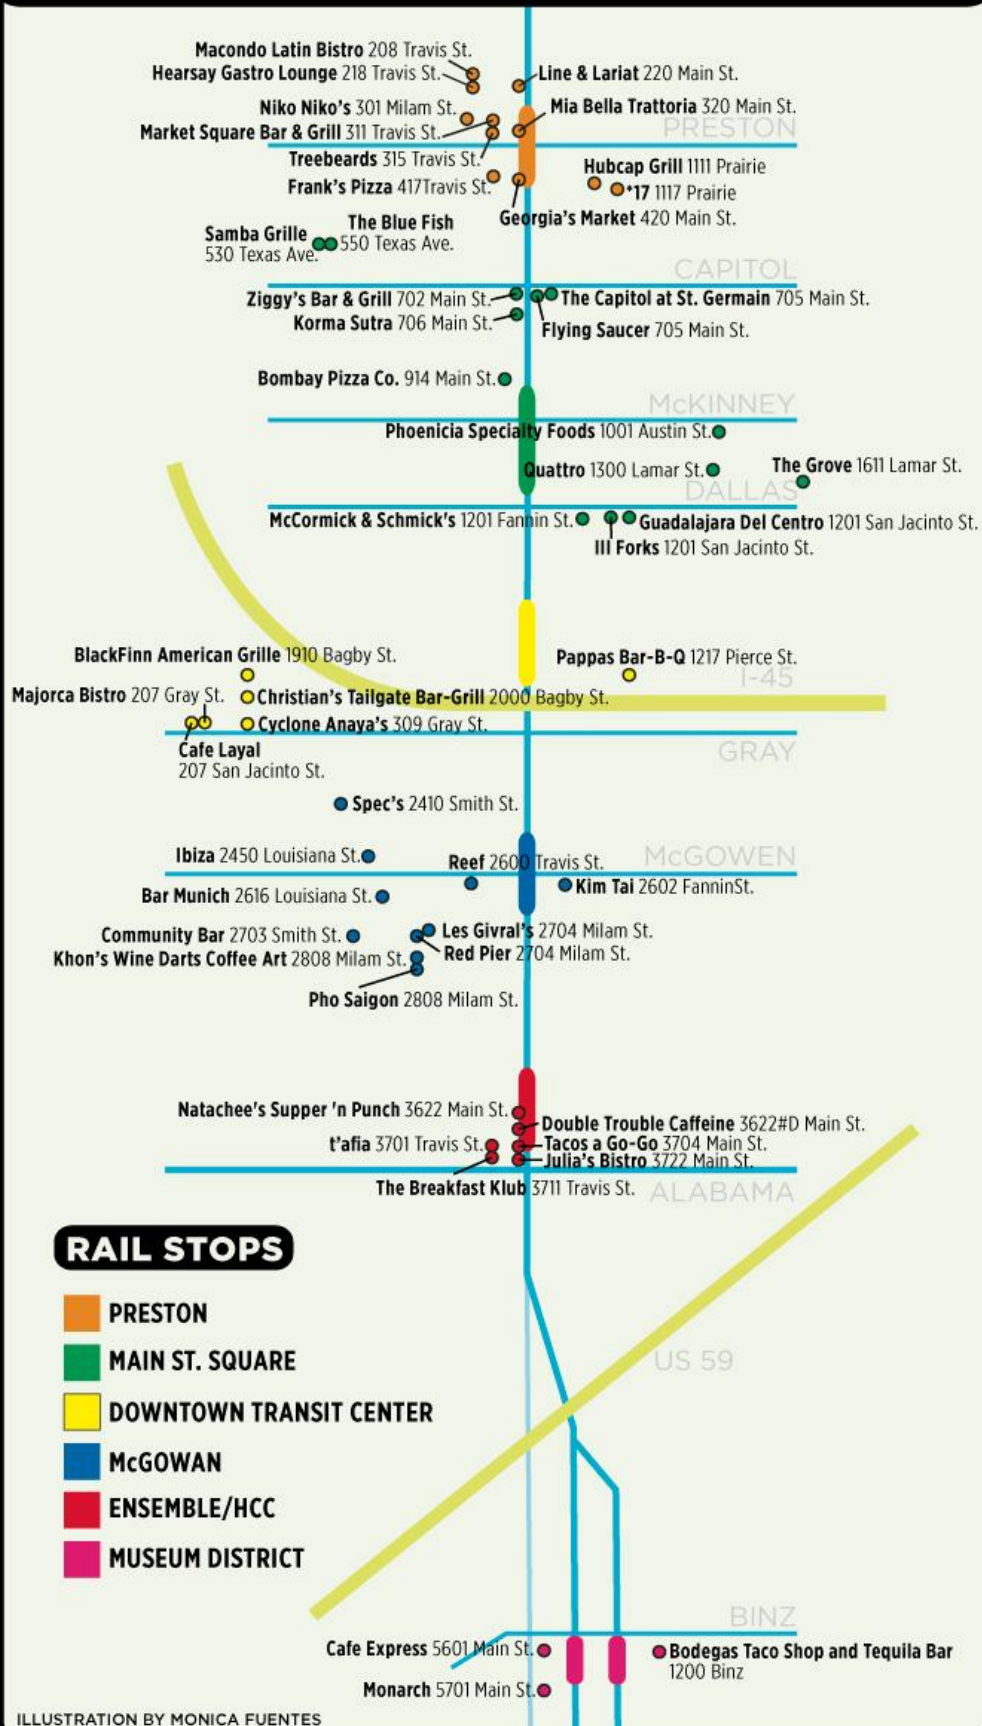 Macondo Latin Bistro 208 Travis St.
Hearsay Gastro Lounge 218 Travis St.
Line & Lariat 220 Main St.
Niko Niko's 301 Milam St.
Mia Bella Trattoria 320 Main St.
Market Square Bar & Grill 311 Travis St.
PRESTON
Treebeards 315 Travis St.
Hubcap Grill 1111 Prairie
Frank's Pizza 417Travis St.
*17 1117 Prairie
Georgia's Market 420 Main St.
Samba Grille
530 Texas Ave.
The Blue Fish
550 Texas Ave.
CAPITOL
Ziggy's Bar & Grill 702 Main St.
The Capitol at St. Germain 705 Main St.
Korma Sutra 706 Main St.
Flying Saucer 705 Main St.
Bombay Pizza Co. 914 Main St.
McKINNEY
Phoenicia Specialty Foods 1001 Austin St.
Quattro 1300 Lamar St.
The Grove 1611 Lamar St.
DALLAS
McCormick & Schmick's 1201 Fannin St.
Guadalajara Del Centro 1201 San Jacinto St.
III Forks 1201 San Jacinto St.
BlackFinn American Grille 1910 Bagby St.
Pappas Bar-B-Q 1217 Pierce St.
I-45
Majorca Bistro 207 Gray St.
Christian's Tailgate Bar-Grill 2000 Bagby St.
Cyclone Anaya's 309 Gray St.
Cafe Layal
207 San Jacinto St.
GRAY
Spec's 2410 Smith St.
Ibiza 2450 Louisiana St.
Reef 2600 Travis St.
McGOWEN
Kim Tai 2602 FanninSt.
Bar Munich 2616 Louisiana St.
Community Bar 2703 Smith St.
Les Givral's 2704 Milam St.
Khon's Wine Darts Coffee Art 2808 Milam St.
Red Pier 2704 Milam St.
Pho Saigon 2808 Milam St.
Natachee's Supper 'n Punch 3622 Main St.
Double Trouble Caffeine 3622#D Main St.
t'afia 3701 Travis St.
Tacos a Go-Go 3704 Main St.
Julia's Bistro 3722 Main St.
The Breakfast Klub 3711 Travis St.
ALABAMA
RAIL STOPS
PRESTON
MAIN ST. SQUARE
US 59
DOWNTOWN TRANSIT CENTER
McGOWAN
ENSEMBLE/HCC
MUSEUM DISTRICT
BINZ
Cafe Express 5601 Main St.
Bodegas Taco Shop and Tequila Bar
1200 Binz
Monarch 5701 Main St.
ILLUSTRATION BY MONICA FUENTES